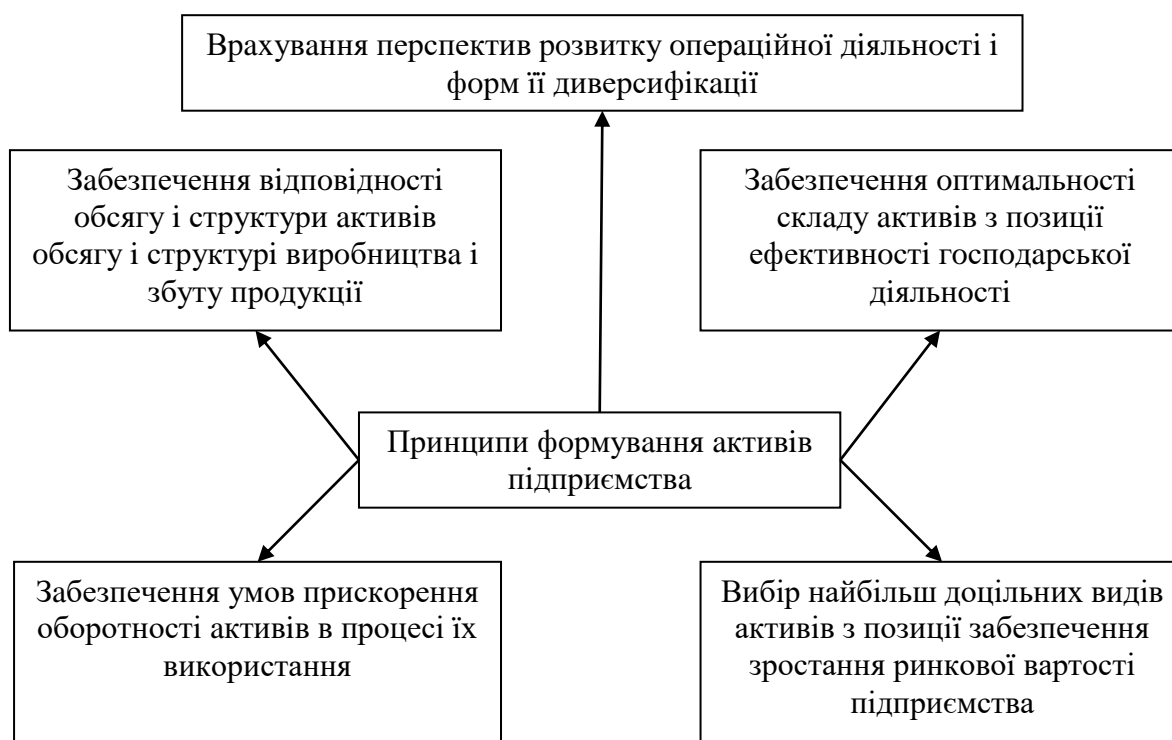 Врахування перспектив розвитку операційної діяльності і
форм її диверсифікації
Забезпечення відповідності
обсягу і структури активів
обсягу і структурі виробництва і
збуту продукції
Забезпечення оптимальності
складу активів з позиції
ефективності господарської
діяльності
Принципи формування активів
підприємства
Забезпечення умов прискорення
оборотності активів в процесі їх
використання
Вибір найбільш доцільних видів
активів з позиції забезпечення
зростання ринкової вартості
підприємства